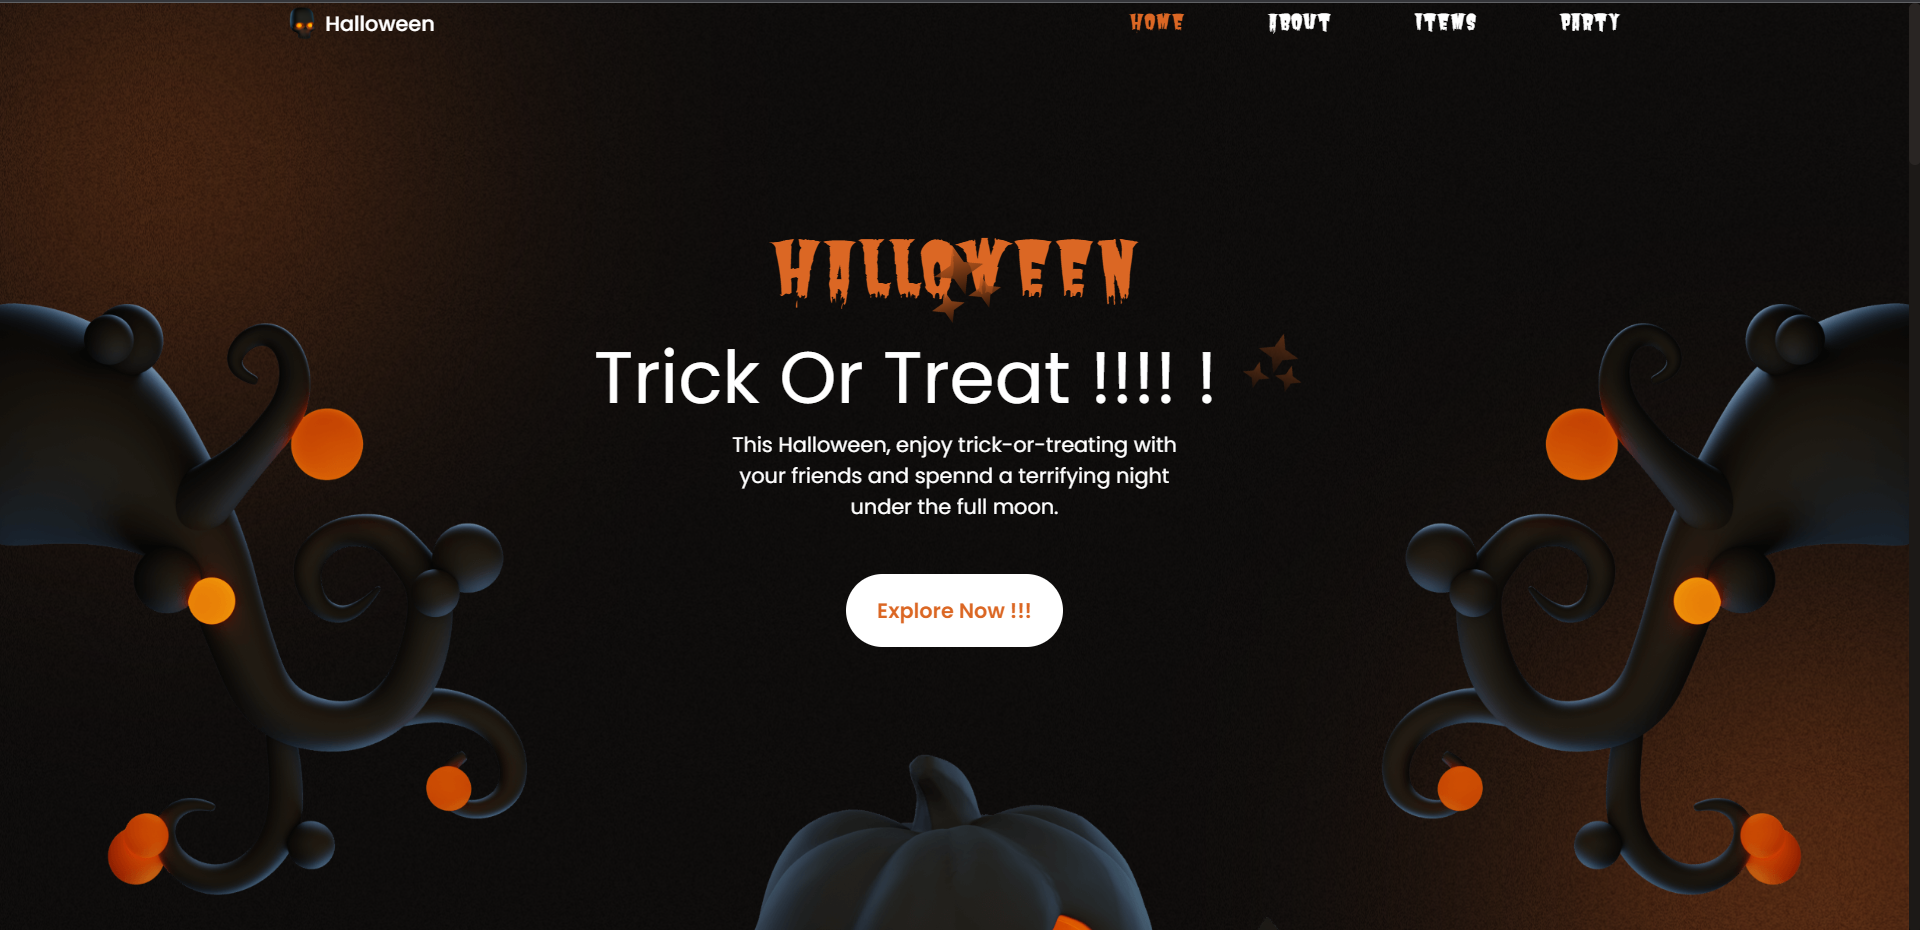 Halloween
HOME
ABOUT
ITEMS
PARTY
HALLOWEEN
Trick Or Treat !!!! !
This Halloween, enjoy trick-or-treating with
your friends and spennd a terrifying night
under the full moon.
Explore Now !!!